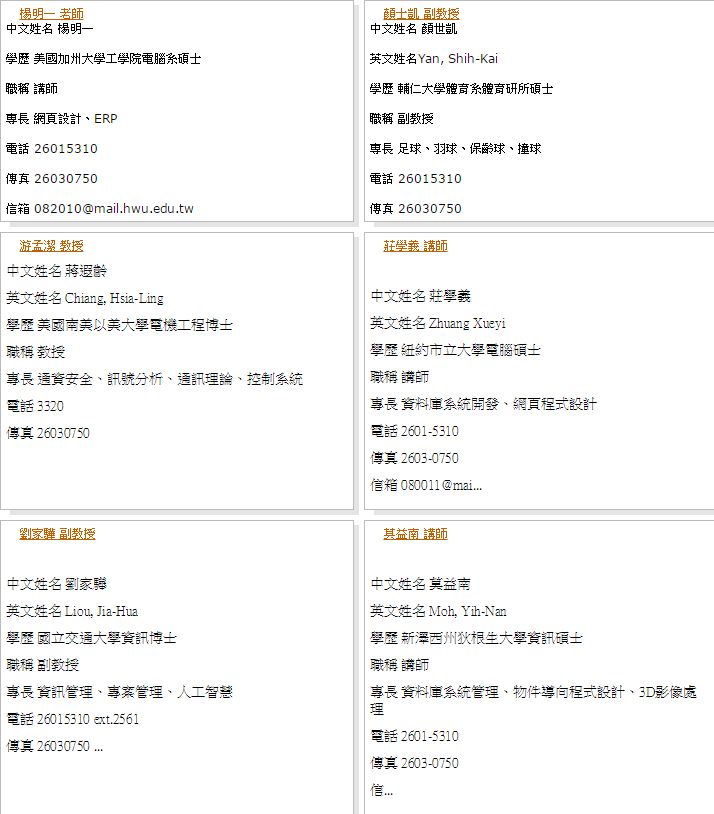 楊明一 老師
中文姓名 楊明一
學歷 美國加州大學工學院電腦系碩士
職稱 講師
專長 網頁設計、ERP
電話 26015310
傳真 26030750
信箱 082010@mail.hwu.edu.tw
顏士凱 副教授
中文姓名 顏世凱
英文姓名Yan, Shih-Kai
學歷 輔仁大學體育系體育研所碩士
職稱 副教授
專長 足球、羽球、保齡球、撞球
電話 26015310
傳真 26030750
游孟潔 教授
中文姓名 蔣遐齡
英文姓名 Chiang, Hsia-Ling
學歷 美國南美以美大學電機工程博士
職稱 教授
專長 通資安全、訊號分析、通訊理論、控制系統
電話 3320
傳真 26030750
莊學義 講師
中文姓名 莊學義
英文姓名 Zhuang Xueyi
學歷 紐約市立大學電腦碩士
職稱 講師
專長 資料庫系統開發、網頁程式設計
電話 2601-5310
傳真 2603-0750
信箱 080011@mai...
劉家驊 副教授
中文姓名 劉家驊
英文姓名 Liou, Jia-Hua
學歷 國立交通大學資訊博士
職稱 副教授
專長 資訊管理、專案管理、人工智慧
電話 26015310 ext.2561
傳真 26030750 ...
其益南 講師
中文姓名 莫益南
英文姓名 Moh, Yih-Nan
學歷 新澤西州狄根生大學資訊碩士
職稱 講師
專長 資料庫系統管理、物件導向程式設計、3D影像處
理
電話 2601-5310
傳真 2603-0750
信...